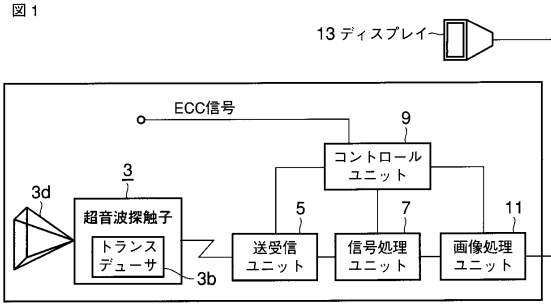 図1
13 ディスプレイ
ECC信号
9
コントロール
ユニット
3
3d
超音波探触子
トランス
デューサ
3b
5
送受信
ユニット
7
信号処理
ユニット
11
画像処理
ユニット